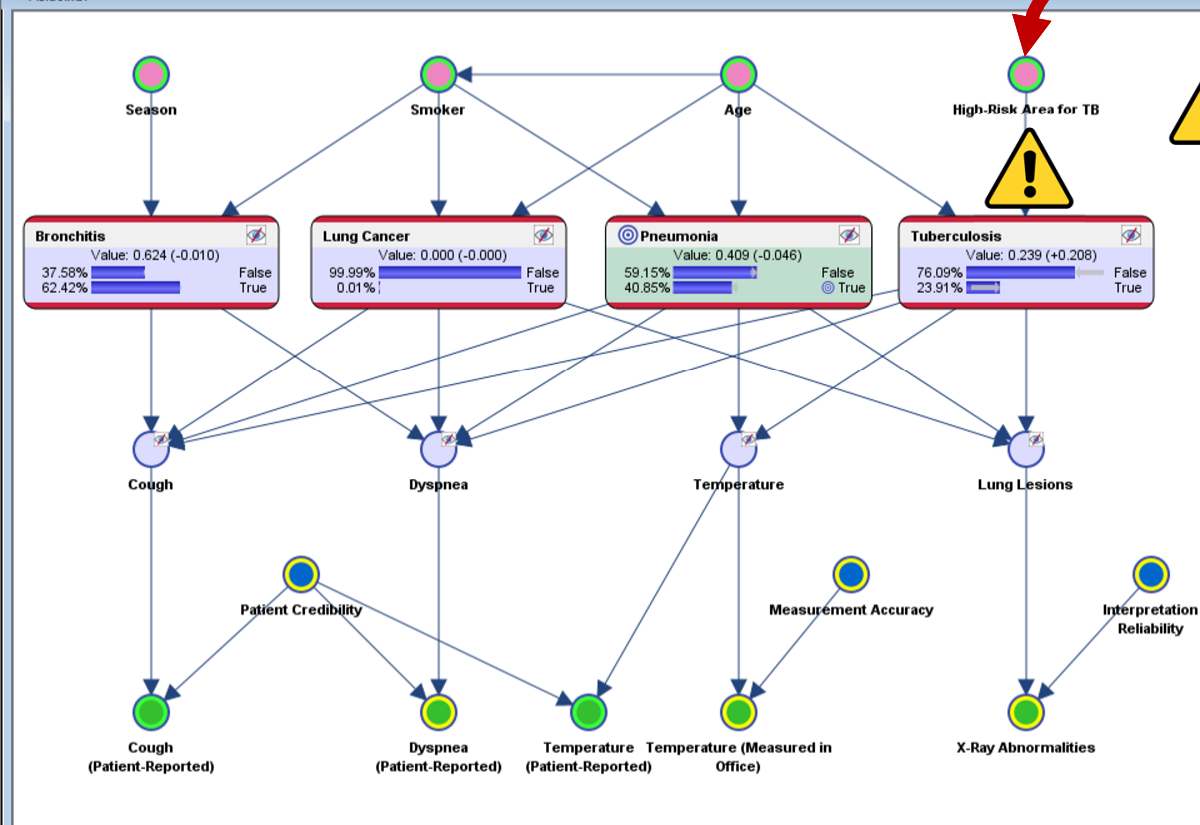 Season
Smoker
Age
High-Risk Area for TB
Bronchitis
Value: 0.624 (-0.010)
37.58% False
62.42% True
Lung Cancer
Value: 0.000 (-0.000)
99.99% False
0.01% True
Pneumonia
Value: 0.409 (-0.046)
59.15% False
40.85% True
Tuberculosis
Value: 0.239 (+0.208)
76.09% False
23.91% True
Cough
Dyspnea
Temperature
Lung Lesions
Patient Credibility
Measurement Accuracy
Interpretation
Reliability
Cough
(Patient-Reported)
Dyspnea
(Patient-Reported)
Temperature
(Patient-Reported)
Temperature (Measured in
Office)
X-Ray Abnormalities